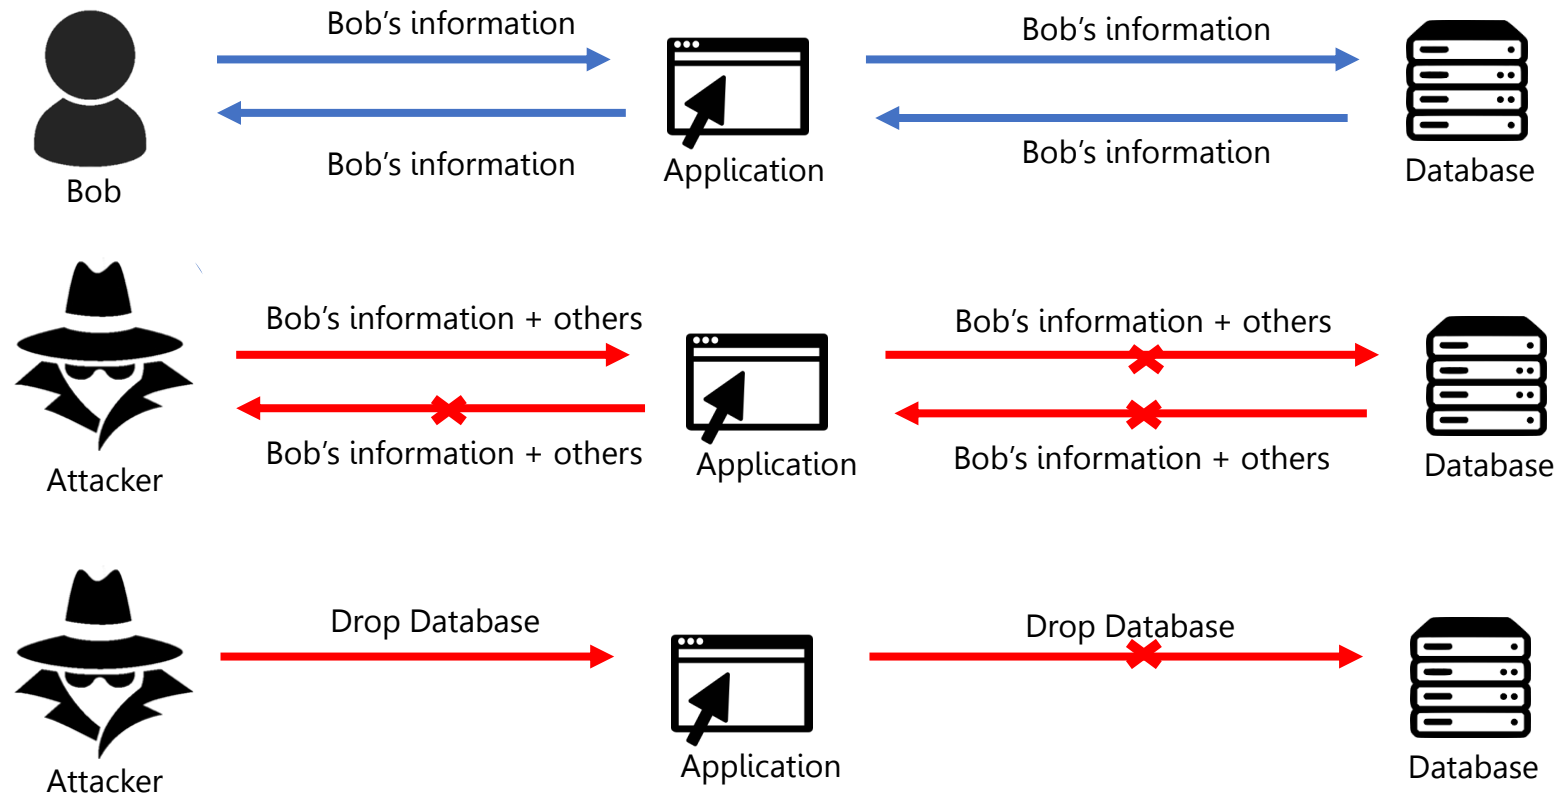 Bob's information
Bob's information
Bob's information
Bob's information
Bob
Application
Database
Bob's information + others
Bob's information + others
Bob's information + others
Bob's information + others
Attacker
Application
Database
Drop Database
Drop Database
Attacker
Application
Database